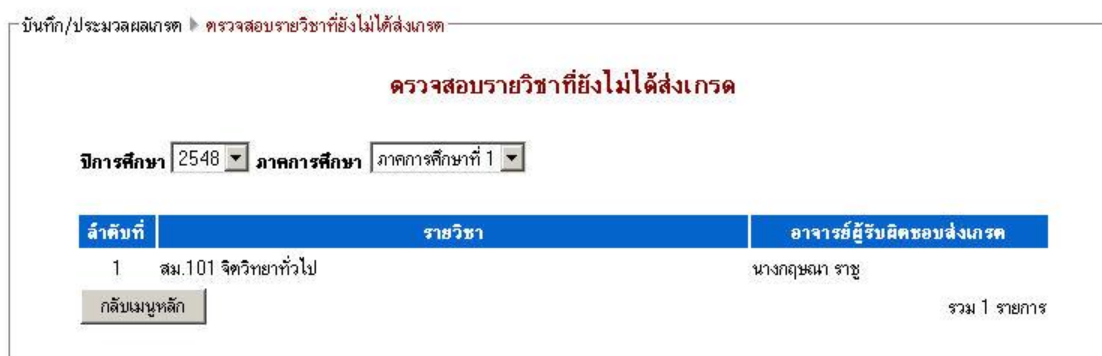 บันทึก/ประมวลผลเกรด ▶ ตรวจสอบรายวิชาที่ยังไม่ได้ส่งเกรด
ตรวจสอบรายวิชาที่ยังไม่ได้ส่งเกรด
ปีการศึกษา 2548 ภาคการศึกษา ภาคการศึกษาที่ 1
ลำดับที่ รายวิชา อาจารย์ผู้รับผิดชอบส่งเกรด
1 สม.101 จิตวิทยาทั่วไป นางกฤษณา ราชู
กลับเมนูหลัก รวม 1 รายการ